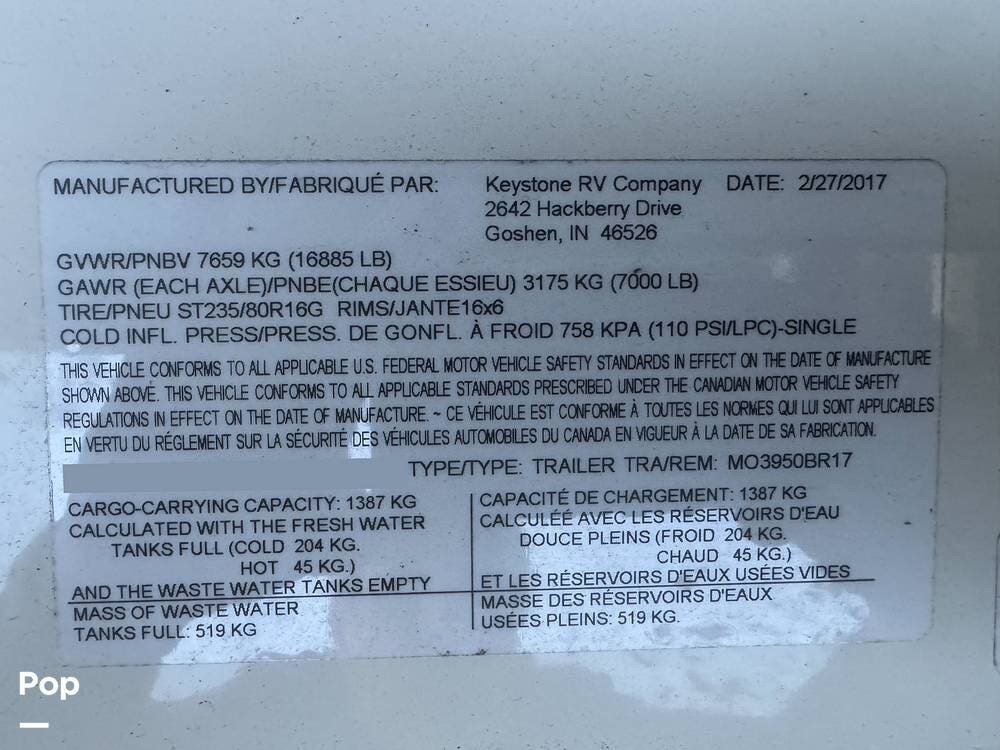 MANUFACTURED BY/FABRIQUÉ PAR: Keystone RV Company DATE: 2/27/2017
2642 Hackberry Drive
Goshen, IN 46526
GVWR/PNBV 7659 KG (16885 LB)
GAWR (EACH AXLE)/PNBE(CHAQUE ESSIEU) 3175 KG (7000 LB)
TIRE/PNEU ST235/80R16G RIMS/JANTE16x6
COLD INFL. PRESS/PRESS. DE GONFL. À FROID 758 KPA (110 PSI/LPC)-SINGLE
THIS VEHICLE CONFORMS TO ALL APPLICABLE U.S. FEDERAL MOTOR VEHICLE SAFETY STANDARDS IN EFFECT ON THE DATE OF MANUFACTURE
SHOWN ABOVE. THIS VEHICLE CONFORMS TO ALL APPLICABLE STANDARDS PRESCRIBED UNDER THE CANADIAN MOTOR VEHICLE SAFETY
REGULATIONS IN EFFECT ON THE DATE OF MANUFACTURE. ~ CE VÉHICULE EST CONFORME À TOUTES LES NORMES QUI LUI SONT APPLICABLES
EN VERTU DU RÉGLEMENT SUR LA SÉCURITÉ DES VÉHICULES AUTOMOBILES DU CANADA EN VIGUEUR À LA DATE DE SA FABRICATION.
TYPE/TYPE: TRAILER TRA/REM: MO3950BR17
CARGO-CARRYING CAPACITY: 1387 KG
CALCULATED WITH THE FRESH WATER
TANKS FULL (COLD 204 KG.
HOT 45 KG.)
AND THE WASTE WATER TANKS EMPTY
MASS OF WASTE WATER
TANKS FULL: 519 KG
CAPACITÉ DE CHARGEMENT: 1387 KG
CALCULÉE AVEC LES RÉSERVOIRS D'EAU
DOUCE PLEINS (FROID 204 KG.
CHAUD 45 KG.)
ET LES RÉSERVOIRS D'EAUX USÉES VIDES
MASSE DES RÉSERVOIRS D'EAUX
USÉES PLEINS: 519 KG.
Pop